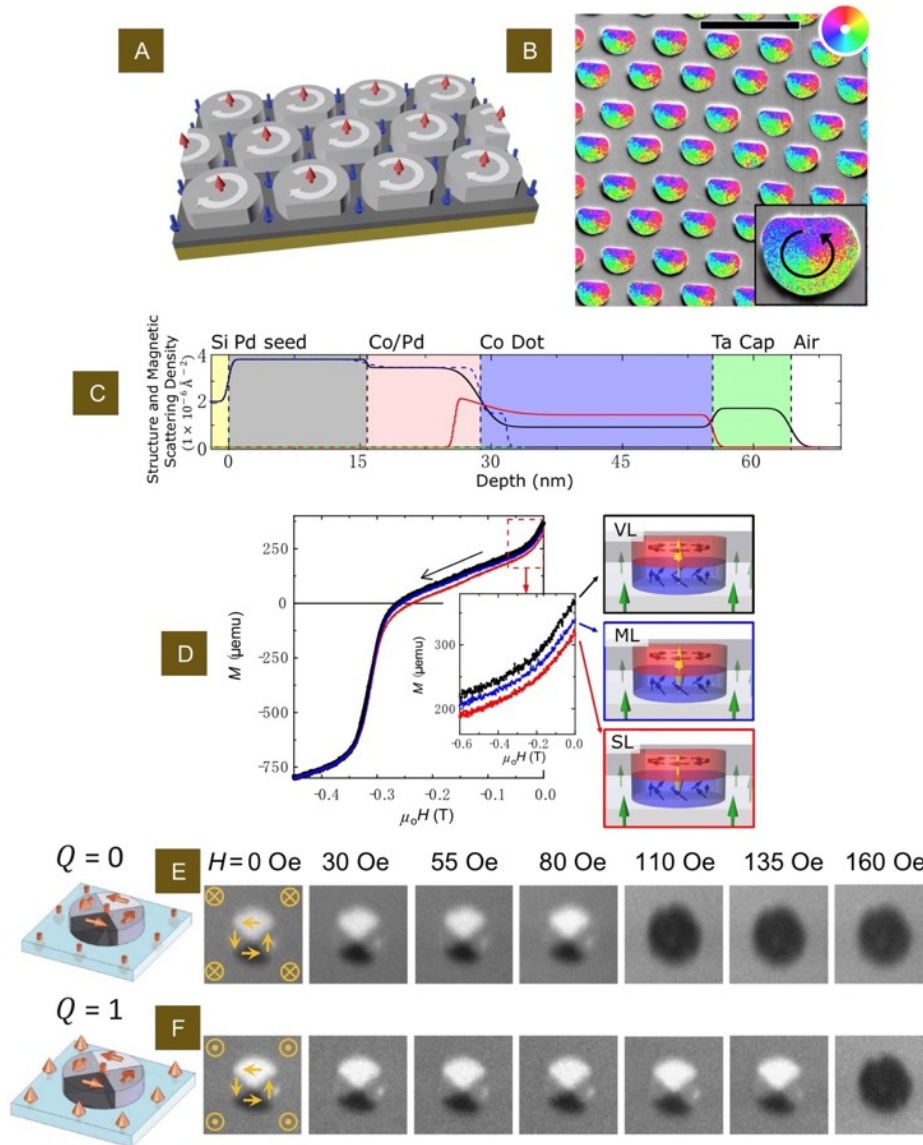 A
B
Si Pd seed Co/Pd Co Dot Ta Cap Air
C
Structure and Magnetic
Scattering Density
(1 × 10⁻⁶ Å⁻²)
4
2
0
0 15 30 45 60
Depth (nm)
D
M (μemu)
250
0
-250
-500
-750
-0.4 -0.3 -0.2 -0.1 0.0
μ₀H (T)
M (μemu)
300
200
-0.6 -0.4 -0.2 0.0
μ₀H (T)
VL
ML
SL
Q = 0
E
H = 0 Oe 30 Oe 55 Oe 80 Oe 110 Oe 135 Oe 160 Oe
Q = 1
F